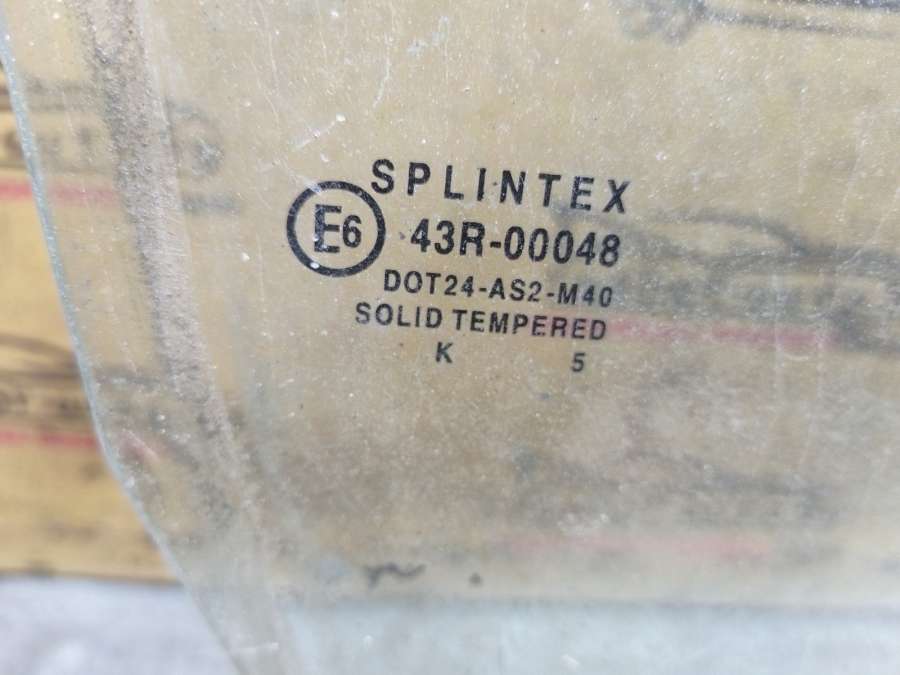 SPLINTEX
E6 43R-00048
DOT24-AS2-M40
SOLID TEMPERED
K 5